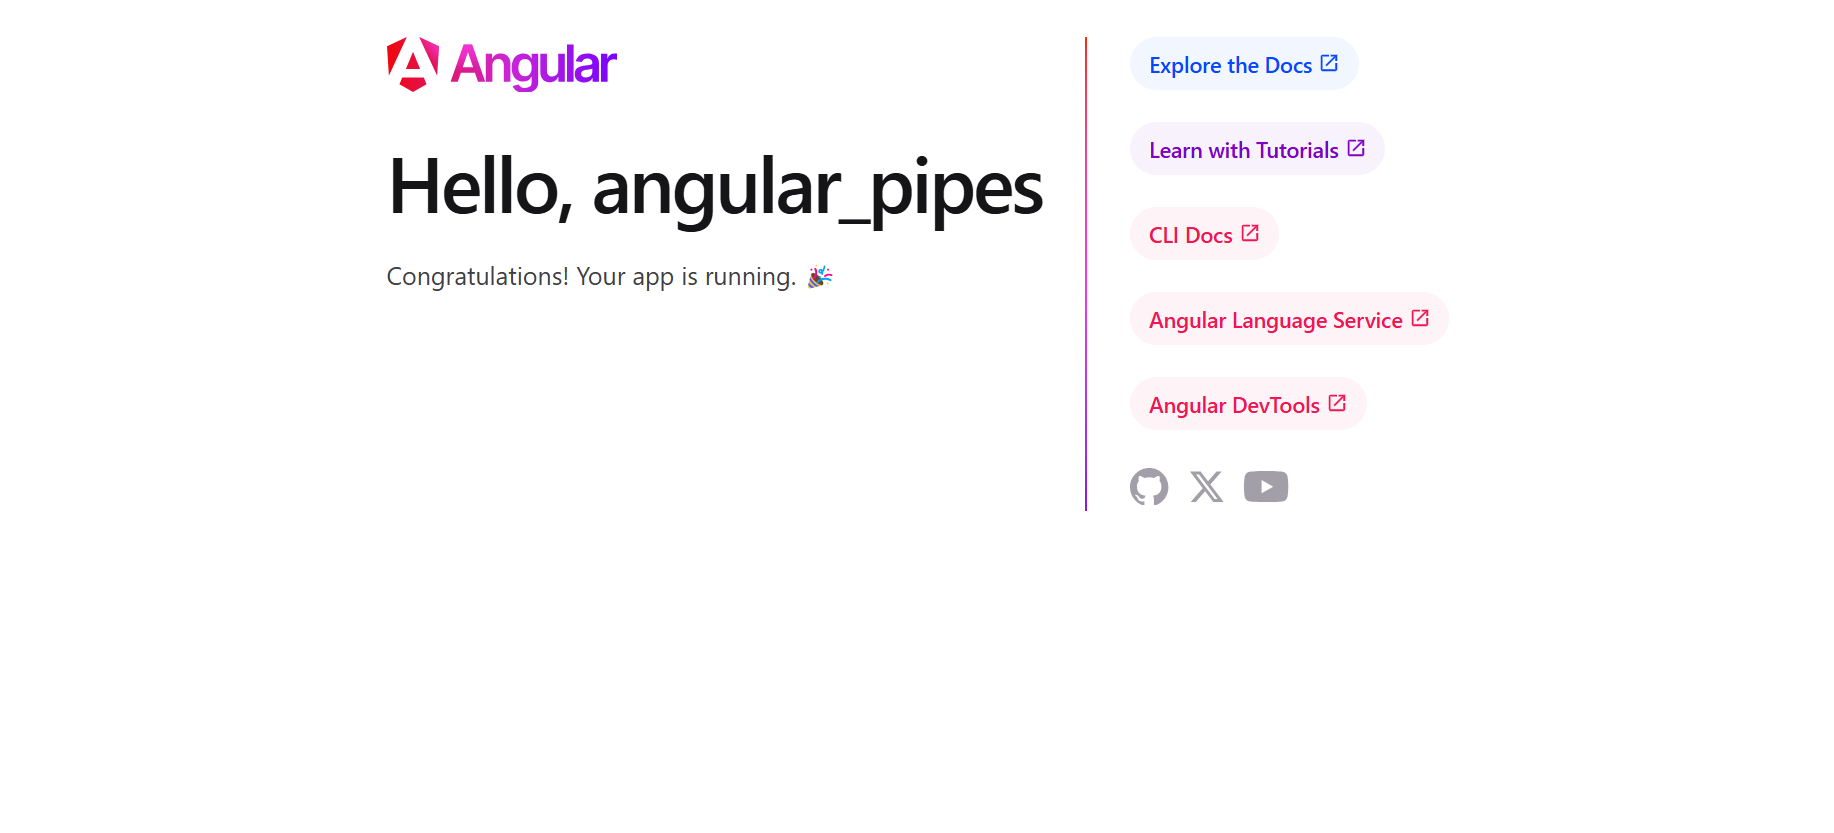 Angular
Hello, angular_pipes
Congratulations! Your app is running. 🎉
Explore the Docs
Learn with Tutorials
CLI Docs
Angular Language Service
Angular DevTools